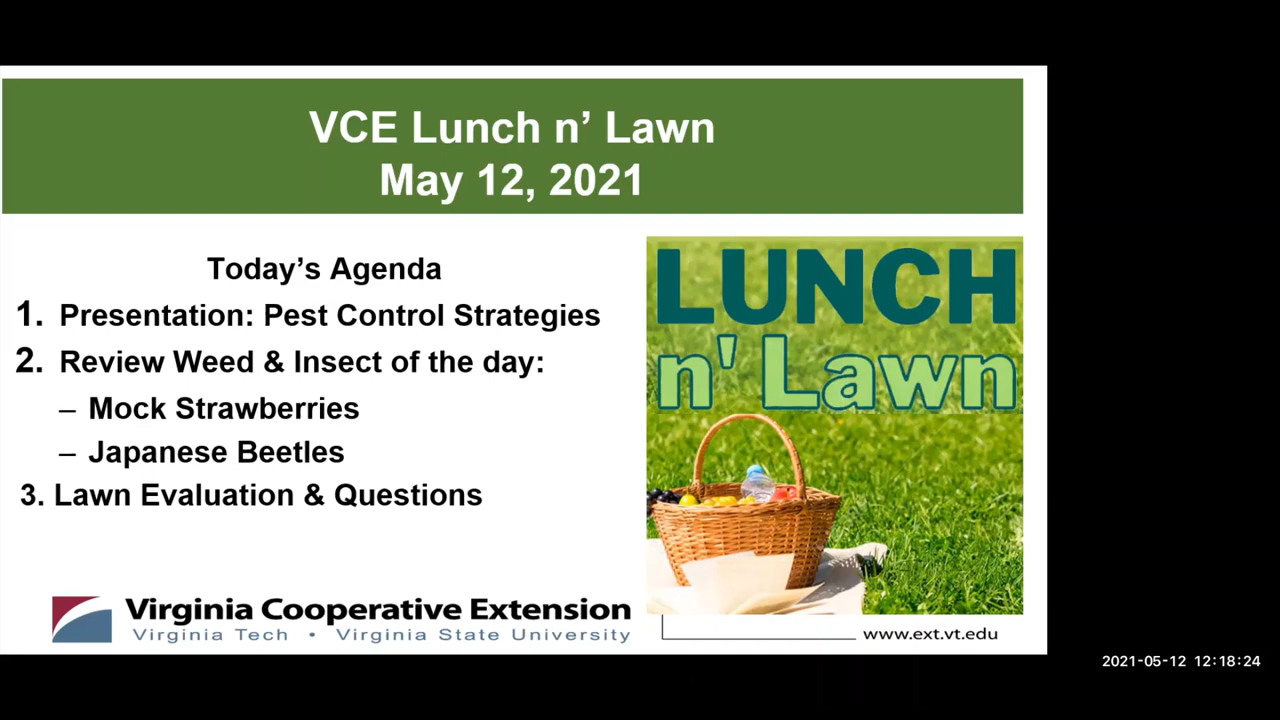 VCE Lunch n’ Lawn
May 12, 2021
Today’s Agenda
1. Presentation: Pest Control Strategies
2. Review Weed & Insect of the day:
– Mock Strawberries
– Japanese Beetles
3. Lawn Evaluation & Questions
LUNCH
n' Lawn
Virginia Cooperative Extension
Virginia Tech • Virginia State University
www.ext.vt.edu
2021-05-12 12:18:24